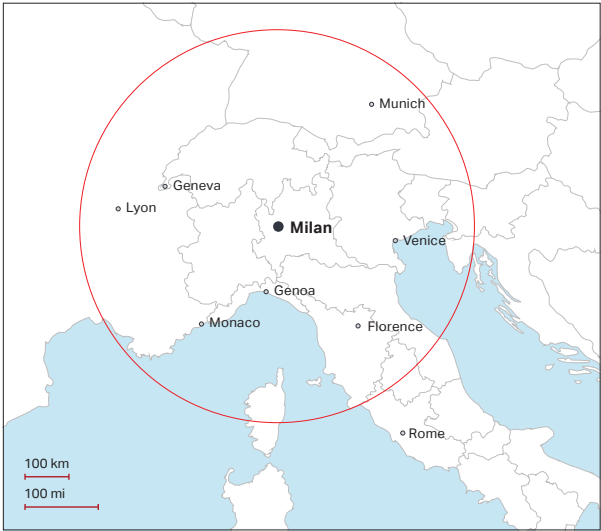 Munich
Geneva
Lyon
Milan
Venice
Genoa
Monaco
Florence
Rome
100 km
100 mi